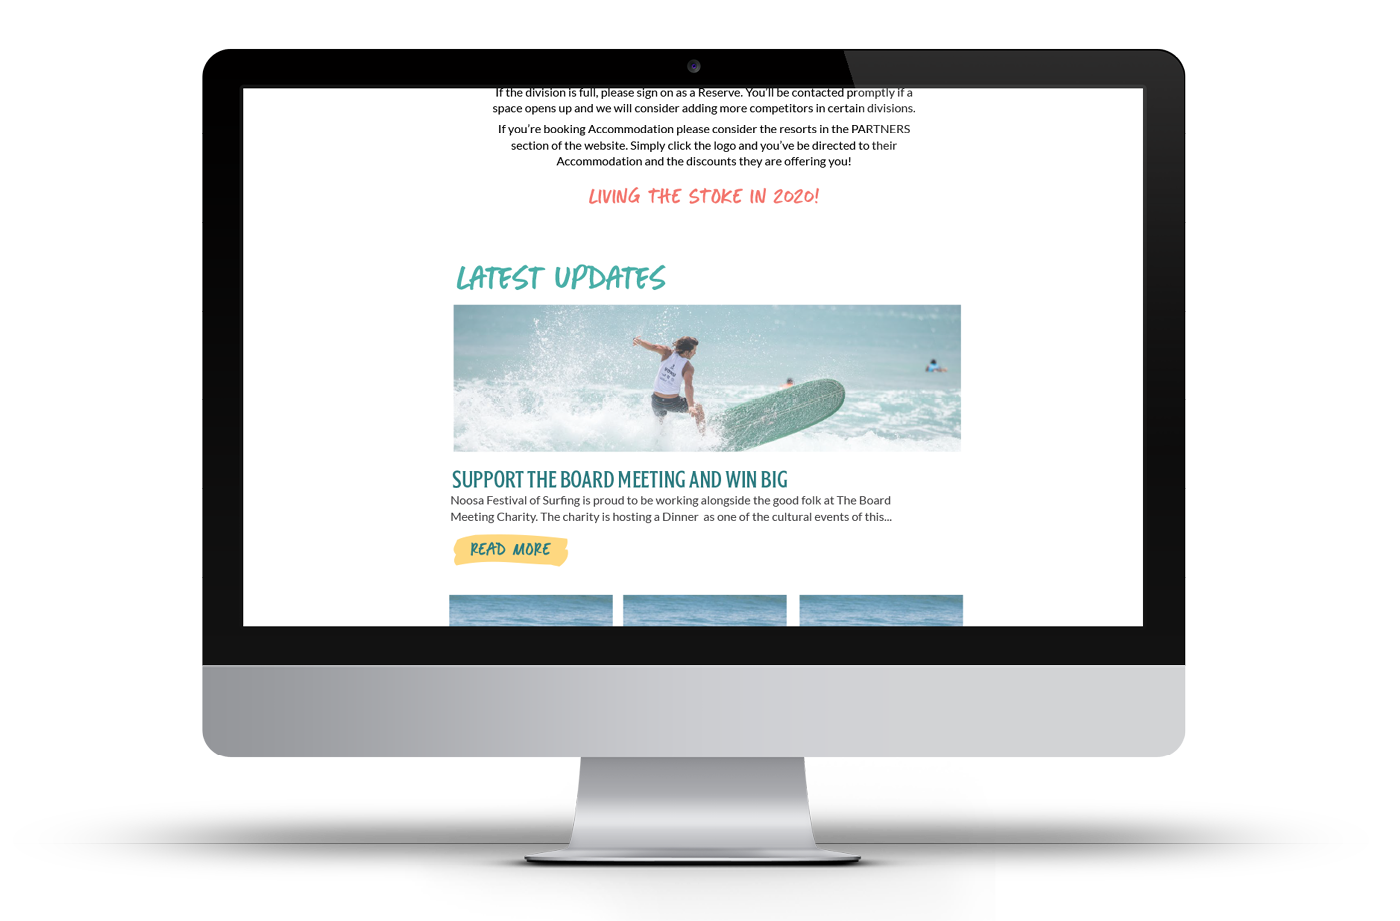 If the division is full, please sign on as a Reserve. You'll be contacted promptly if a
space opens up and we will consider adding more competitors in certain divisions.
If you're booking Accommodation please consider the resorts in the PARTNERS
section of the website. Simply click the logo and you've be directed to their
Accommodation and the discounts they are offering you!
LIVING THE STOKE IN 2020!
LATEST UPDATES
SUPPORT THE BOARD MEETING AND WIN BIG
Noosa Festival of Surfing is proud to be working alongside the good folk at The Board
Meeting Charity. The charity is hosting a Dinner as one of the cultural events of this...
READ MORE